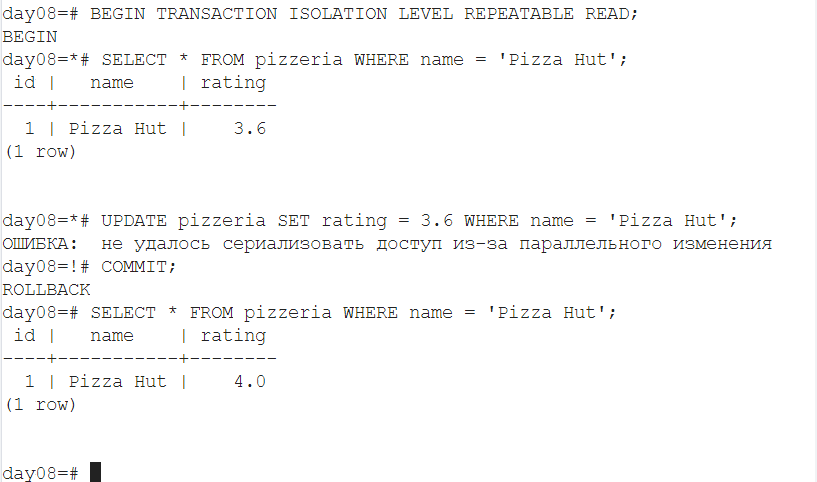 day08=# BEGIN TRANSACTION ISOLATION LEVEL REPEATABLE READ;
BEGIN
day08=*# SELECT * FROM pizzeria WHERE name = 'Pizza Hut';
 id |   name    | rating
----+-----------+--------
  1 | Pizza Hut |    3.6
(1 row)
day08=*# UPDATE pizzeria SET rating = 3.6 WHERE name = 'Pizza Hut';
ОШИБКА:  не удалось сериализовать доступ из-за параллельного изменения
day08=!# COMMIT;
ROLLBACK
day08=# SELECT * FROM pizzeria WHERE name = 'Pizza Hut';
 id |   name    | rating
----+-----------+--------
  1 | Pizza Hut |    4.0
(1 row)
day08=#